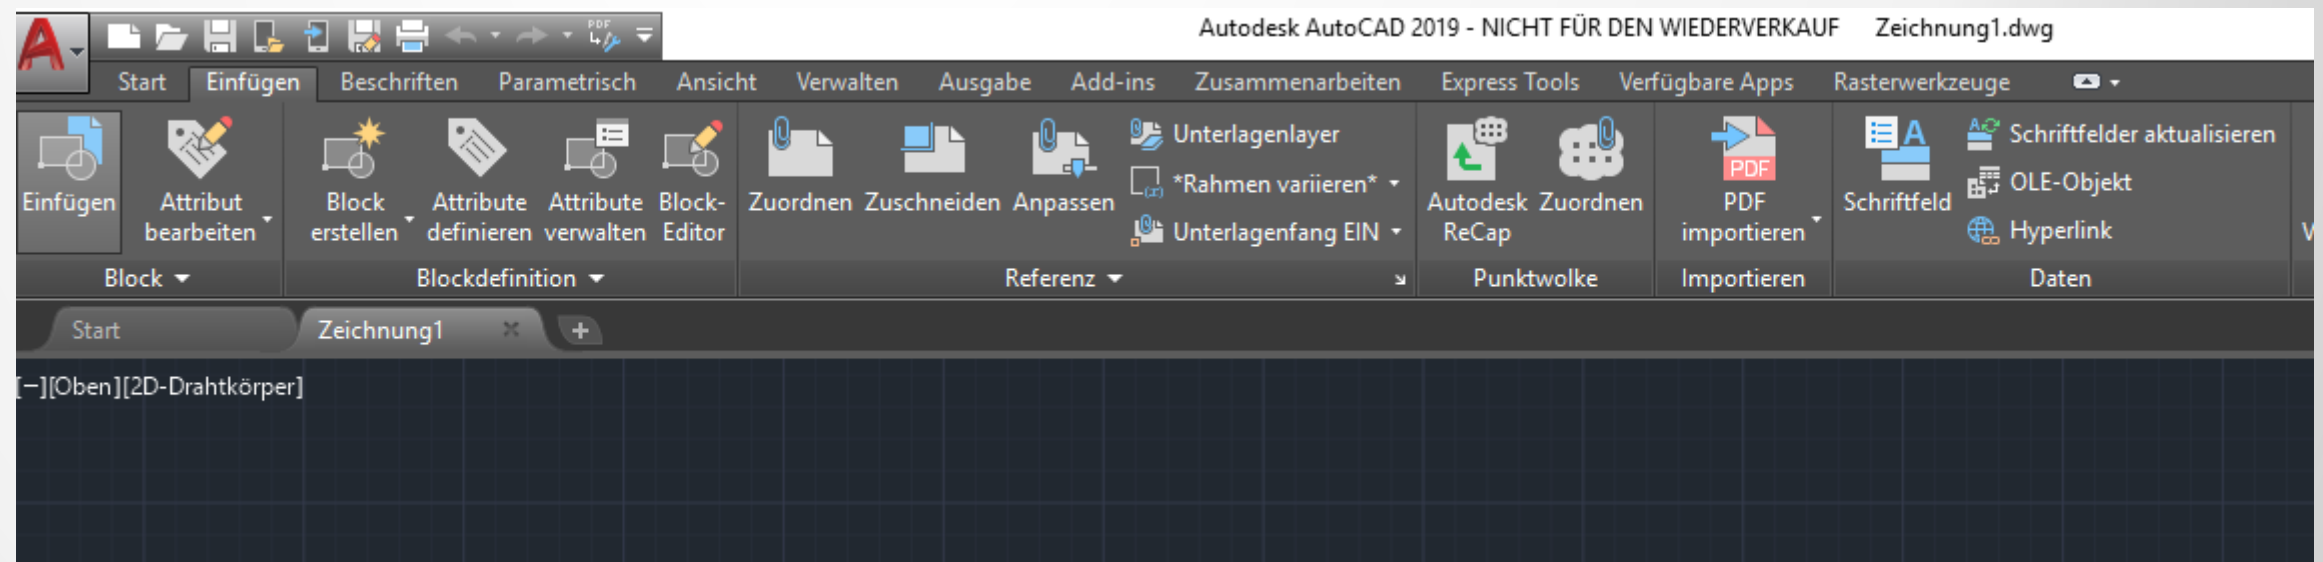 Autodesk AutoCAD 2019 - NICHT FÜR DEN WIEDERVERKAUF Zeichnung1.dwg
PDF
Start Einfügen Beschriften Parametrisch Ansicht Verwalten Ausgabe Add-ins Zusammenarbeiten Express Tools Verfügbare Apps Rasterwerkzeuge
Einfügen
Attribut
bearbeiten
Block
erstellen
Attribute
definieren
Attribute
verwalten
Block-
Editor
Zuordnen
Zuschneiden
Anpassen
Unterlagenlayer
*Rahmen variieren*
Unterlagenfang EIN
Autodesk
ReCap
Zuordnen
PDF
PDF
importieren
A
Schriftfeld
Schriftfelder aktualisieren
OLE-Objekt
Hyperlink
V
Block Blockdefinition Referenz Punktwolke Importieren Daten
Start Zeichnung1
[−][Oben][2D-Drahtkörper]